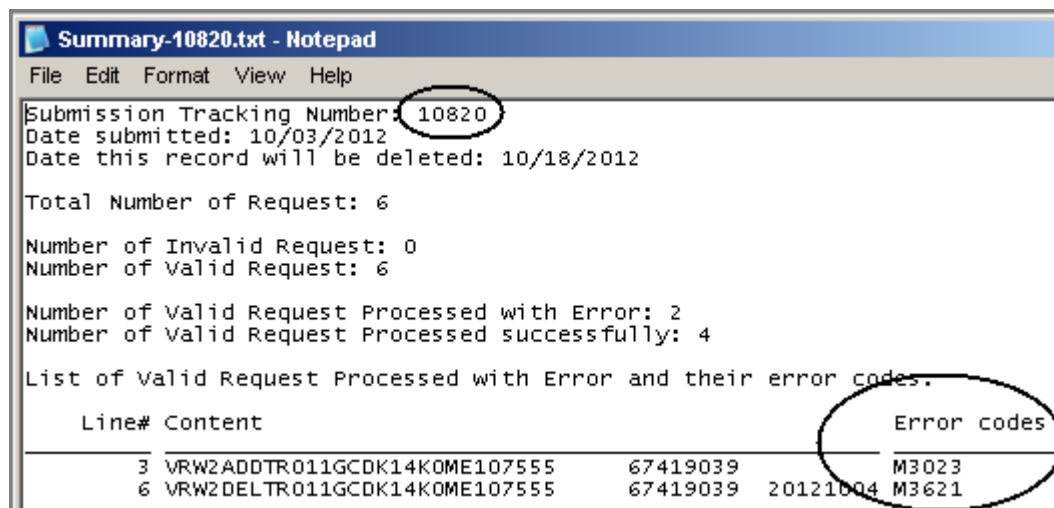 Summary-10820.txt - Notepad
File Edit Format View Help
Submission Tracking Number: 10820
Date submitted: 10/03/2012
Date this record will be deleted: 10/18/2012
Total Number of Request: 6
Number of Invalid Request: 0
Number of Valid Request: 6
Number of Valid Request Processed with Error: 2
Number of Valid Request Processed successfully: 4
List of Valid Request Processed with Error and their error codes.
Line# Content Error codes
3 VRW2ADDTR011GCDK14K0ME107555 67419039 M3023
6 VRW2DELTR011GCDK14K0ME107555 67419039 20121004 M3621